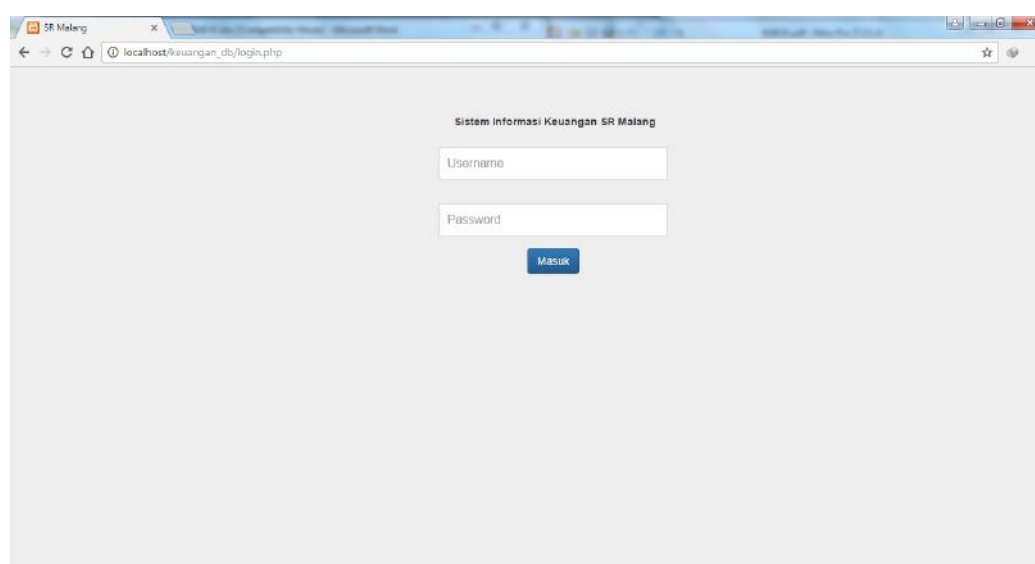 SR Malang
localhost/keuangan_db/login.php
Sistem Informasi Keuangan SR Malang
Username
Password
Masuk